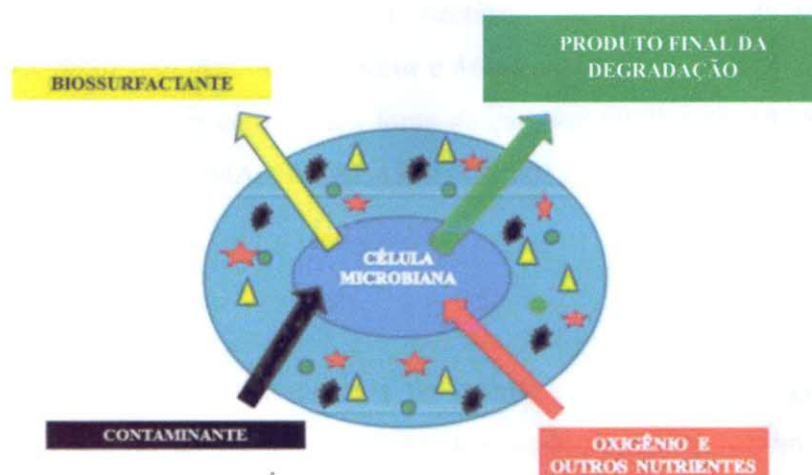 BIOSSURFACTANTE
PRODUTO FINAL DA
DEGRADAÇÃO
CÉLULA
MICROBIANA
CONTAMINANTE
OXIGÊNIO E
OUTROS NUTRIENTES